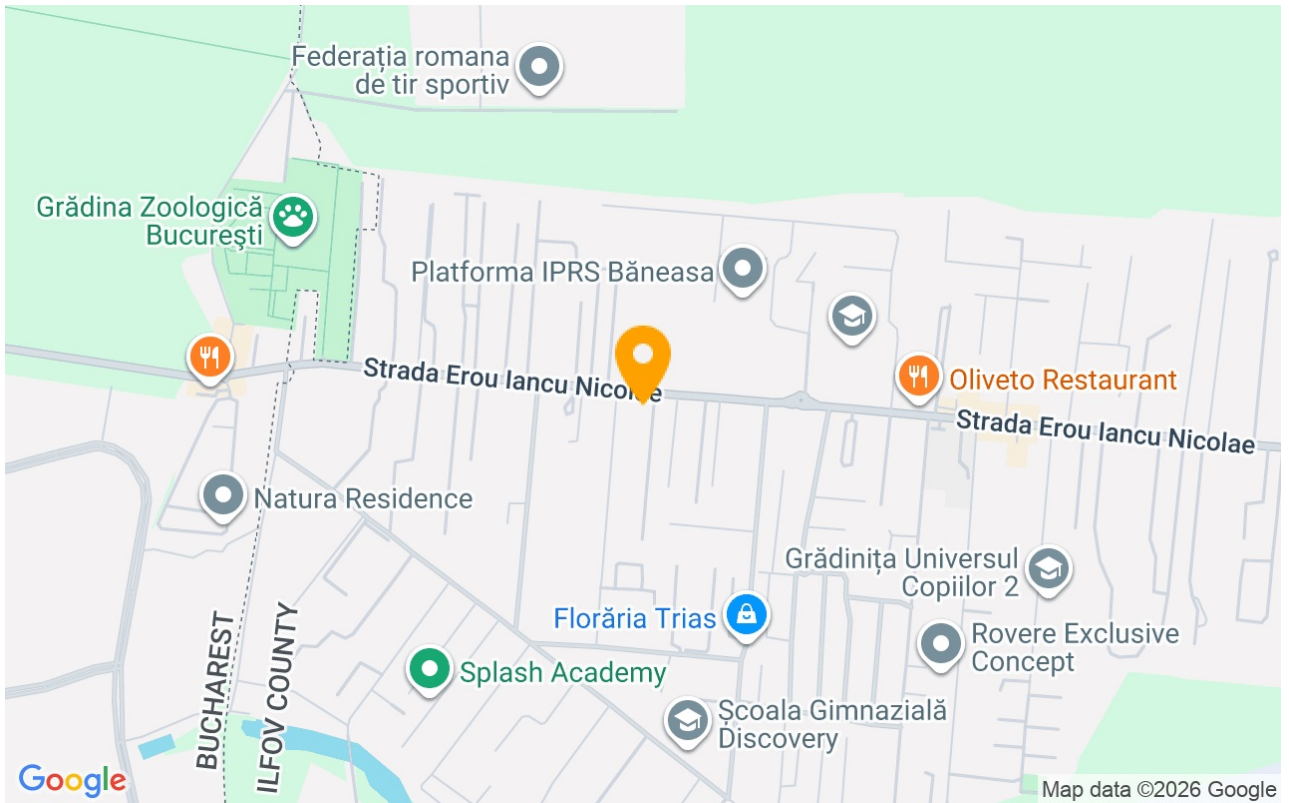 Federația romana
de tir sportiv
Grădina Zoologică
București
Platforma IPRS Băneasa
Strada Erou Iancu Nicolae
Oliveto Restaurant
Strada Erou Iancu Nicolae
Natura Residence
Grădinița Universul
Copiilor 2
Florăria Trias
Rovere Exclusive
Concept
BUCHAREST
ILFOV COUNTY
Splash Academy
Școala Gimnazială
Discovery
Google
Map data ©2026 Google